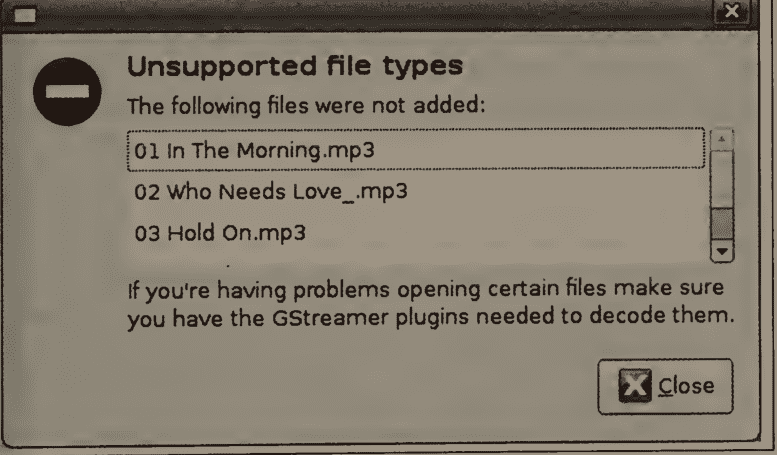 Unsupported file types
The following files were not added:
01 In The Morning.mp3
02 Who Needs Love_.mp3
03 Hold On.mp3
If you're having problems opening certain files make sure
you have the GStreamer plugins needed to decode them.
Close